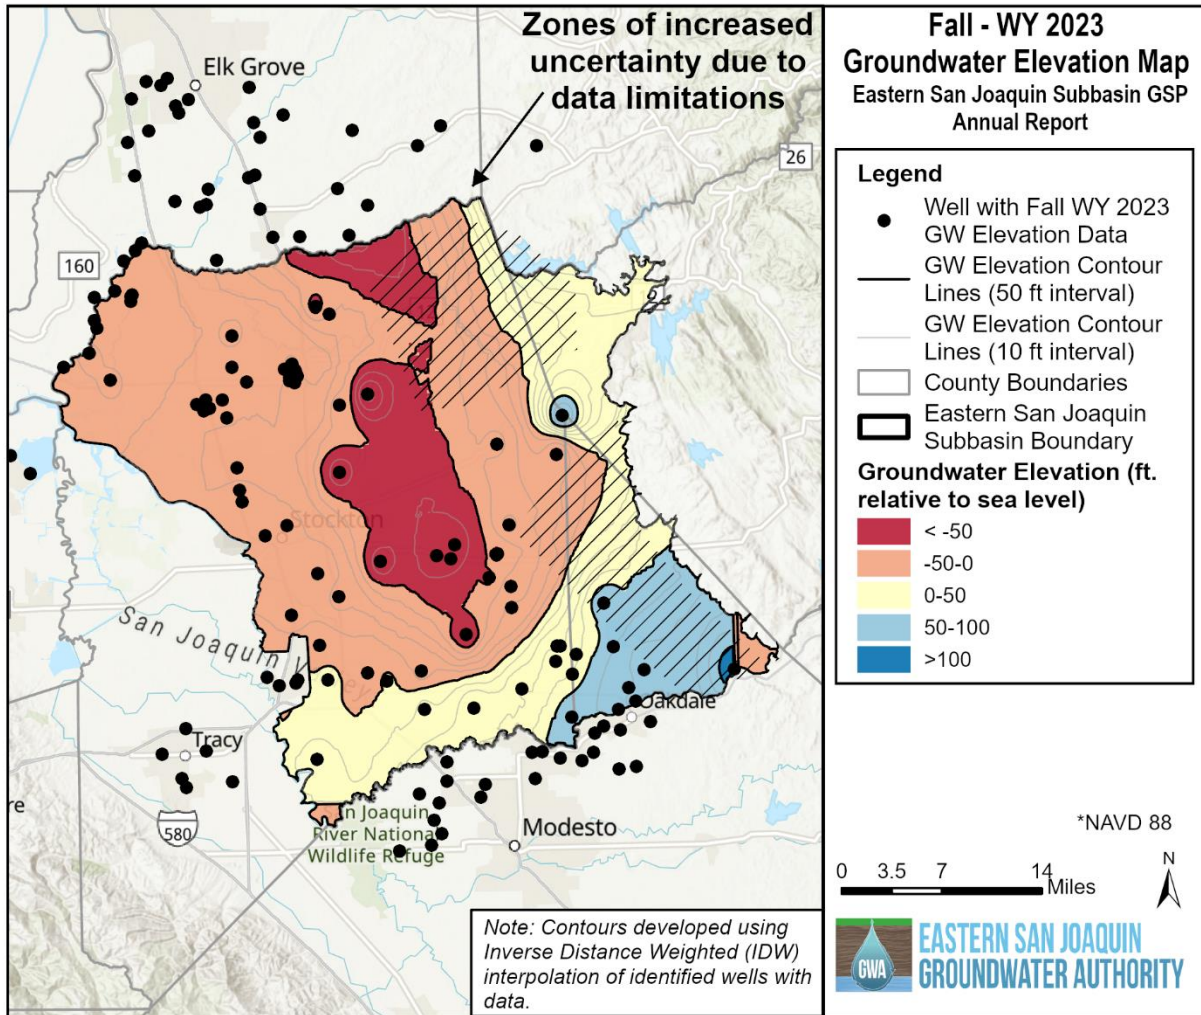 Zones of increased
uncertainty due to
data limitations
Elk Grove
26
160
Stockton
San Joaquin
Oakdale
Tracy
580
n Joaquin
River National
Wildlife Refuge
Modesto
re
Note: Contours developed using
Inverse Distance Weighted (IDW)
interpolation of identified wells with
data.
Fall - WY 2023
Groundwater Elevation Map
Eastern San Joaquin Subbasin GSP
Annual Report
Legend
Well with Fall WY 2023
GW Elevation Data
GW Elevation Contour
Lines (50 ft interval)
GW Elevation Contour
Lines (10 ft interval)
County Boundaries
Eastern San Joaquin
Subbasin Boundary
Groundwater Elevation (ft.
relative to sea level)
< -50
-50-0
0-50
50-100
>100
*NAVD 88
N
0 3.5 7 14
Miles
GWA
EASTERN SAN JOAQUIN
GROUNDWATER AUTHORITY